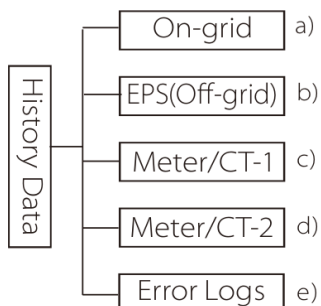 History Data
On-grid a)
EPS(Off-grid) b)
Meter/CT-1 c)
Meter/CT-2 d)
Error Logs e)